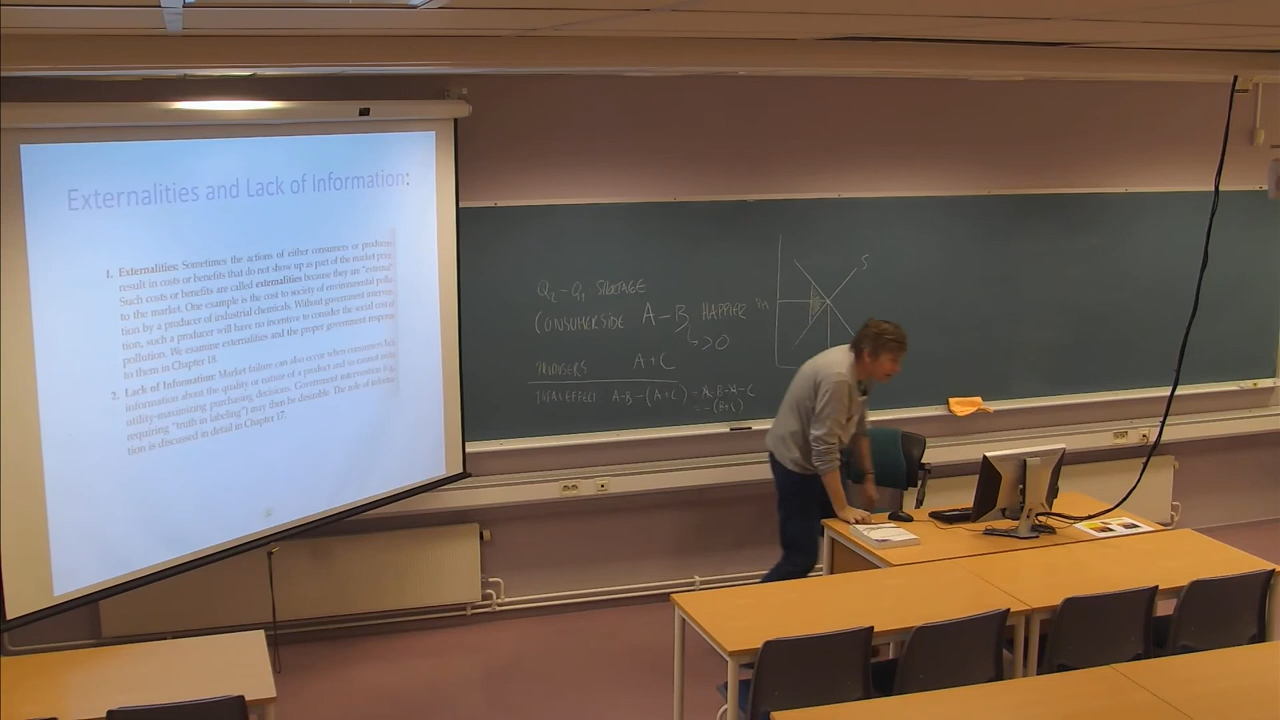 Externalities and Lack of Information:
1. Externalities: Sometimes the actions of either consumers or producers
result in costs or benefits that do not show up as part of the market price.
Such costs or benefits are called externalities because they are "external"
to the market. One example is the cost to society of environmental pollu-
tion by a producer of industrial chemicals. Without government interven-
tion, such a producer will have no incentive to consider the social cost of
pollution. We examine externalities and the proper government response
to them in Chapter 18.
2. Lack of Information: Market failure can also occur when consumers lack
information about the quality or nature of a product and so cannot make
utility-maximizing purchasing decisions. Government intervention (e.g.,
requiring "truth in labeling") may then be desirable. The role of informa-
tion is discussed in detail in Chapter 17.
Q2-Q1 SHORTAGE
CONSUMERSIDE A-B HAPPIER
>0
A+C
TOTAL EFFECT A-B-(A+C) = A-B-A-C
= -(B+C)
S